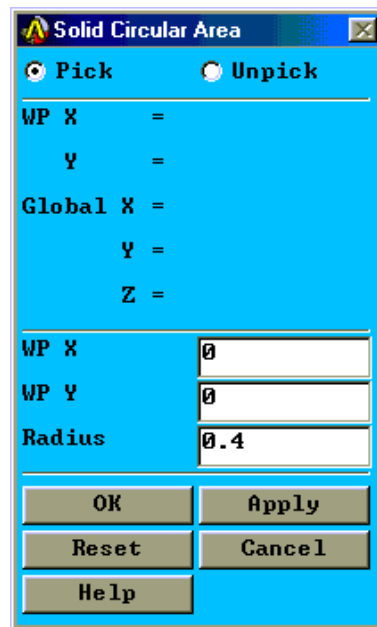 Solid Circular Area
Pick Unpick
WP X =
Y =
Global X =
Y =
Z =
WP X 0
WP Y 0
Radius 0.4
OK Apply
Reset Cancel
Help